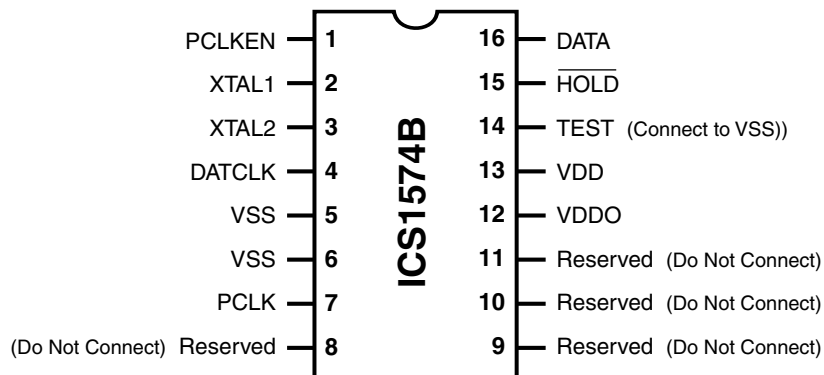 PCLKEN 1 16 DATA
XTAL1 2 15 HOLD
XTAL2 3 14 TEST (Connect to VSS))
DATCLK 4 13 VDD
VSS 5 12 VDDO
VSS 6 11 Reserved (Do Not Connect)
PCLK 7 10 Reserved (Do Not Connect)
(Do Not Connect) Reserved 8 9 Reserved (Do Not Connect)
ICS1574B